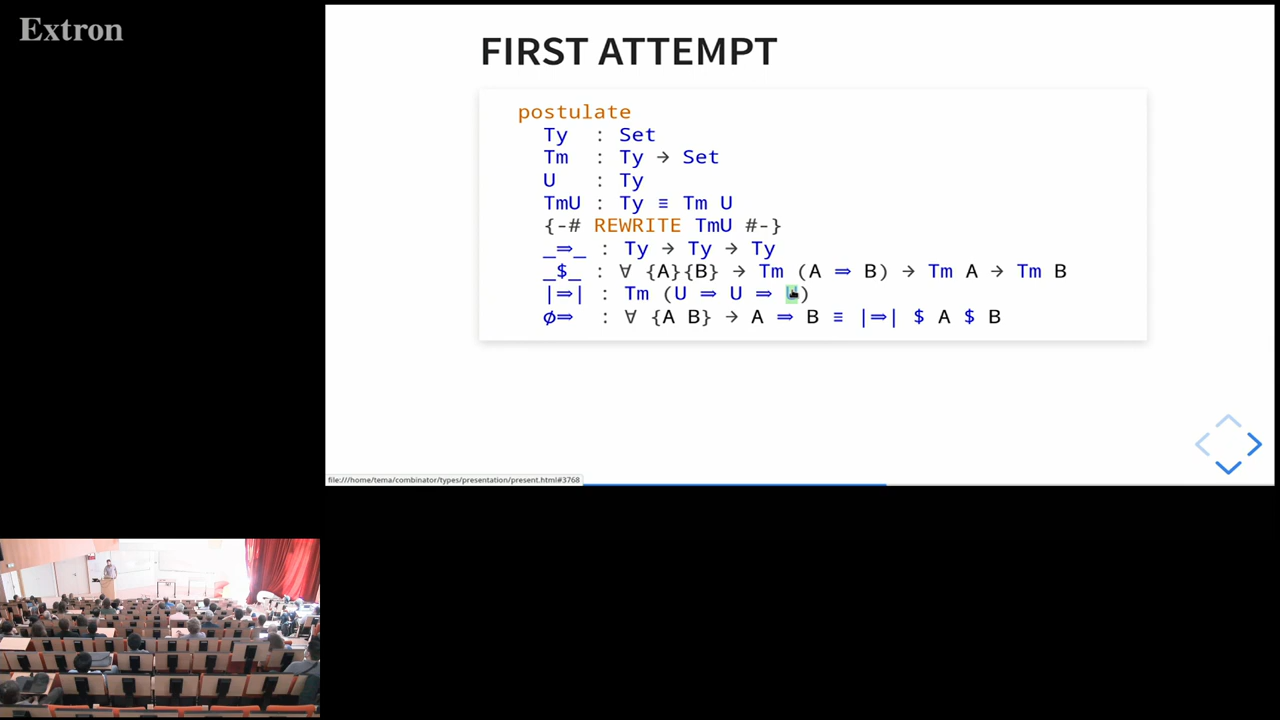 Extron
FIRST ATTEMPT
postulate
Ty : Set
Tm : Ty → Set
U : Ty
TmU : Ty ≡ Tm U
{-# REWRITE TmU #-}
_⇒_ : Ty → Ty → Ty
_$_ : ∀ {A}{B} → Tm (A ⇒ B) → Tm A → Tm B
|⇒| : Tm (U ⇒ U ⇒ U)
∅⇒ : ∀ {A B} → A ⇒ B ≡ |⇒| $ A $ B
file:///home/tema/combinator/types/presentation/present.html#3768